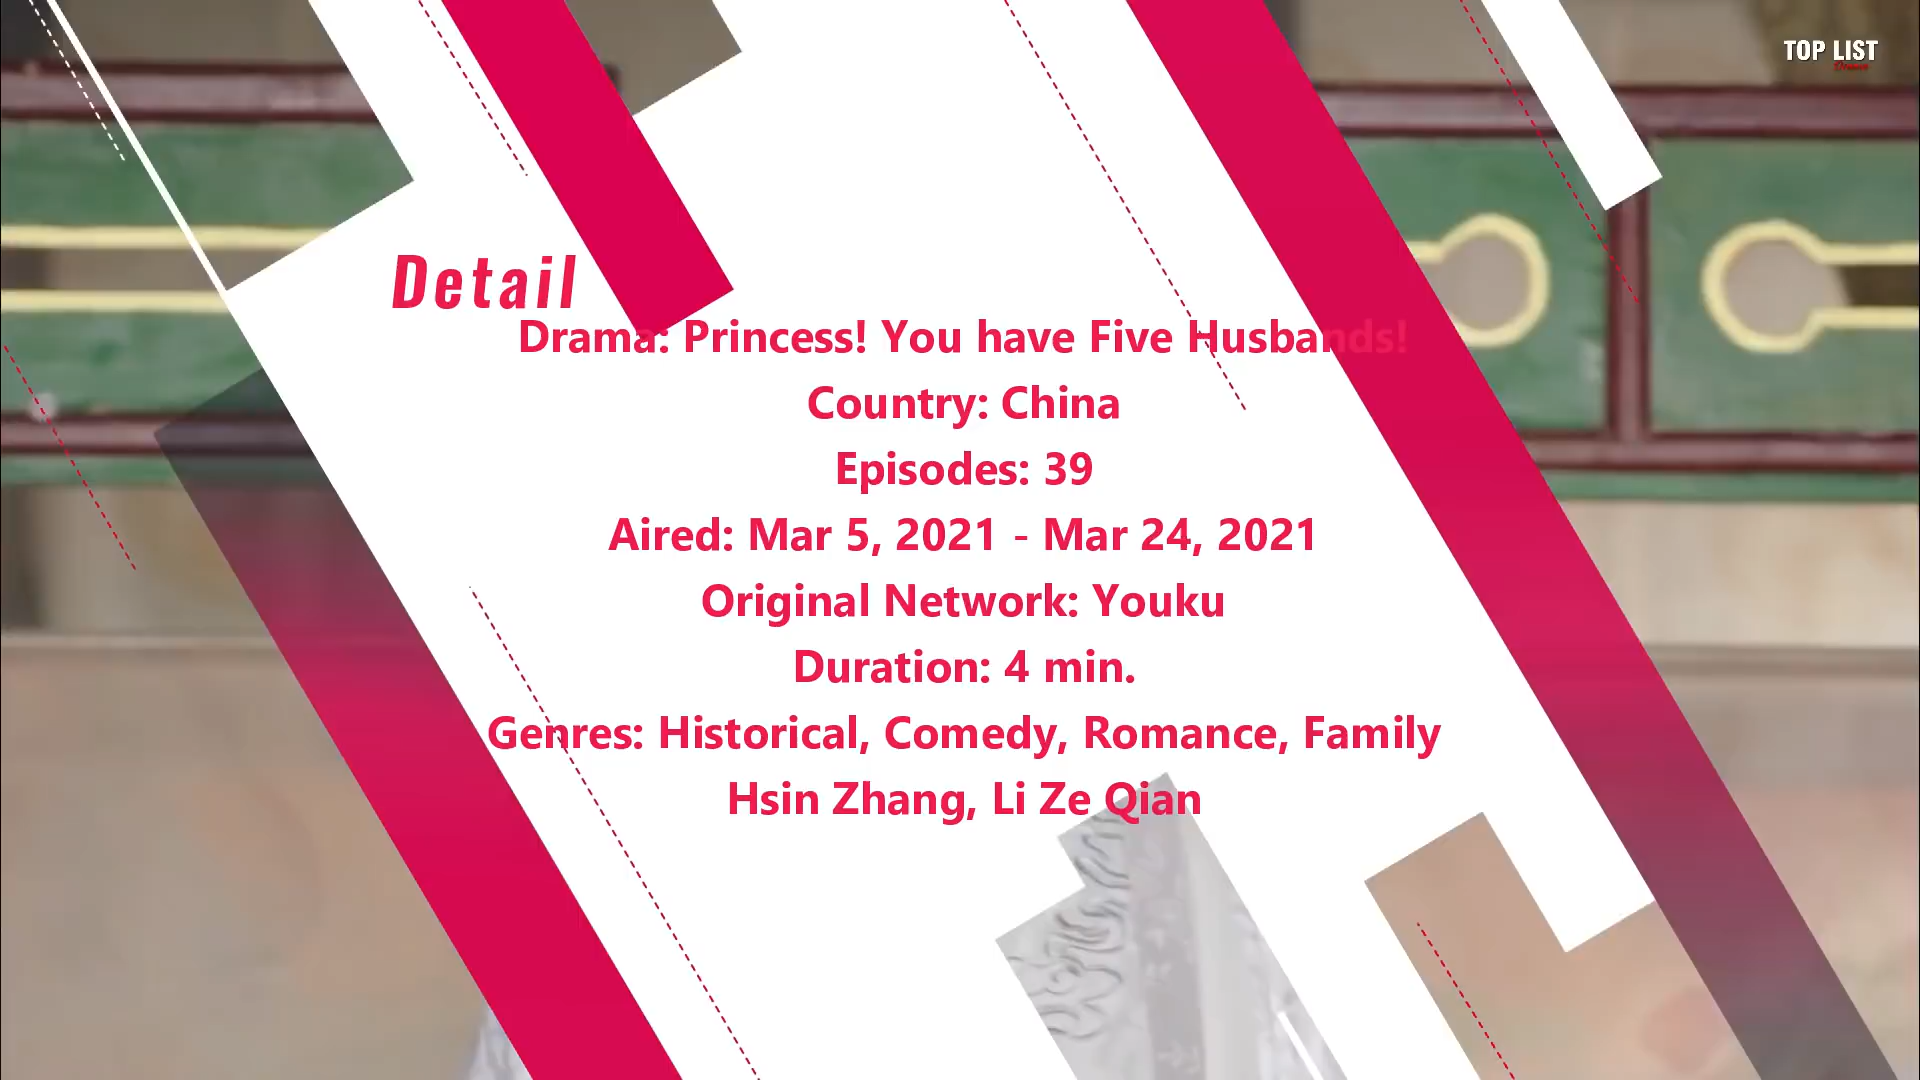 TOP LIST
Detail
Drama: Princess! You have Five Husbands!
Country: China
Episodes: 39
Aired: Mar 5, 2021 - Mar 24, 2021
Original Network: Youku
Duration: 4 min.
Genres: Historical, Comedy, Romance, Family
Hsin Zhang, Li Ze Qian